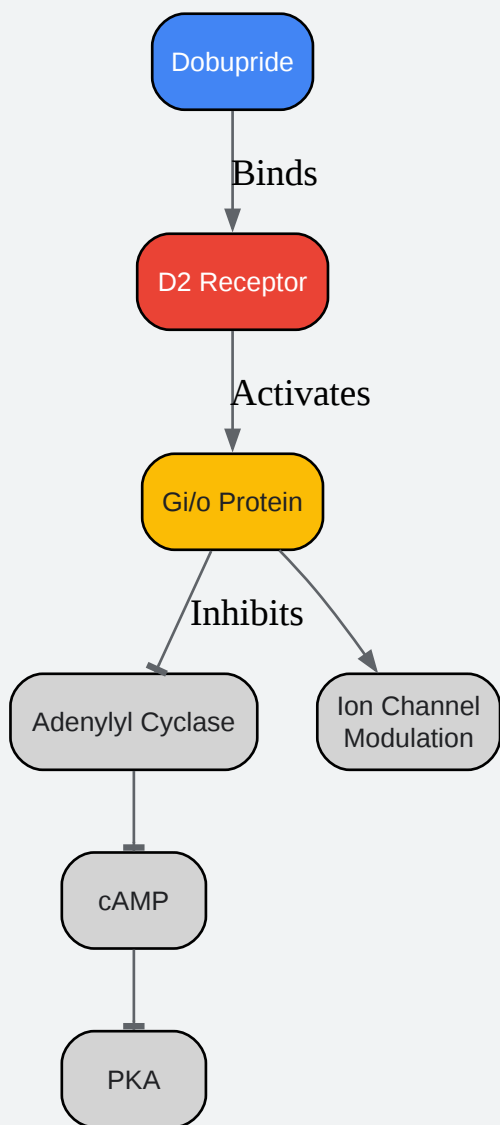 Dobupride
Binds
D2 Receptor
Activates
Gi/o Protein
Inhibits
Adenylyl Cyclase
Ion Channel
Modulation
cAMP
PKA